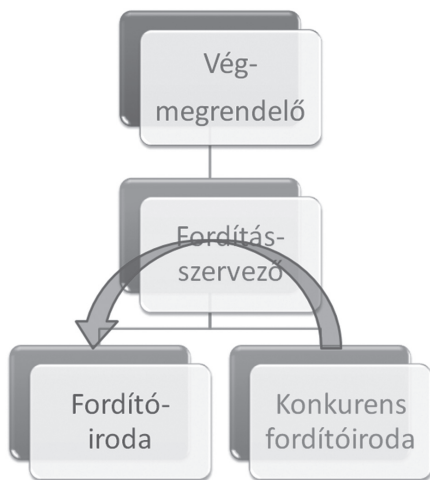 Vég-
megrendelő
Fordítás-
szervező
Fordító-
iroda
Konkurens
fordítóiroda